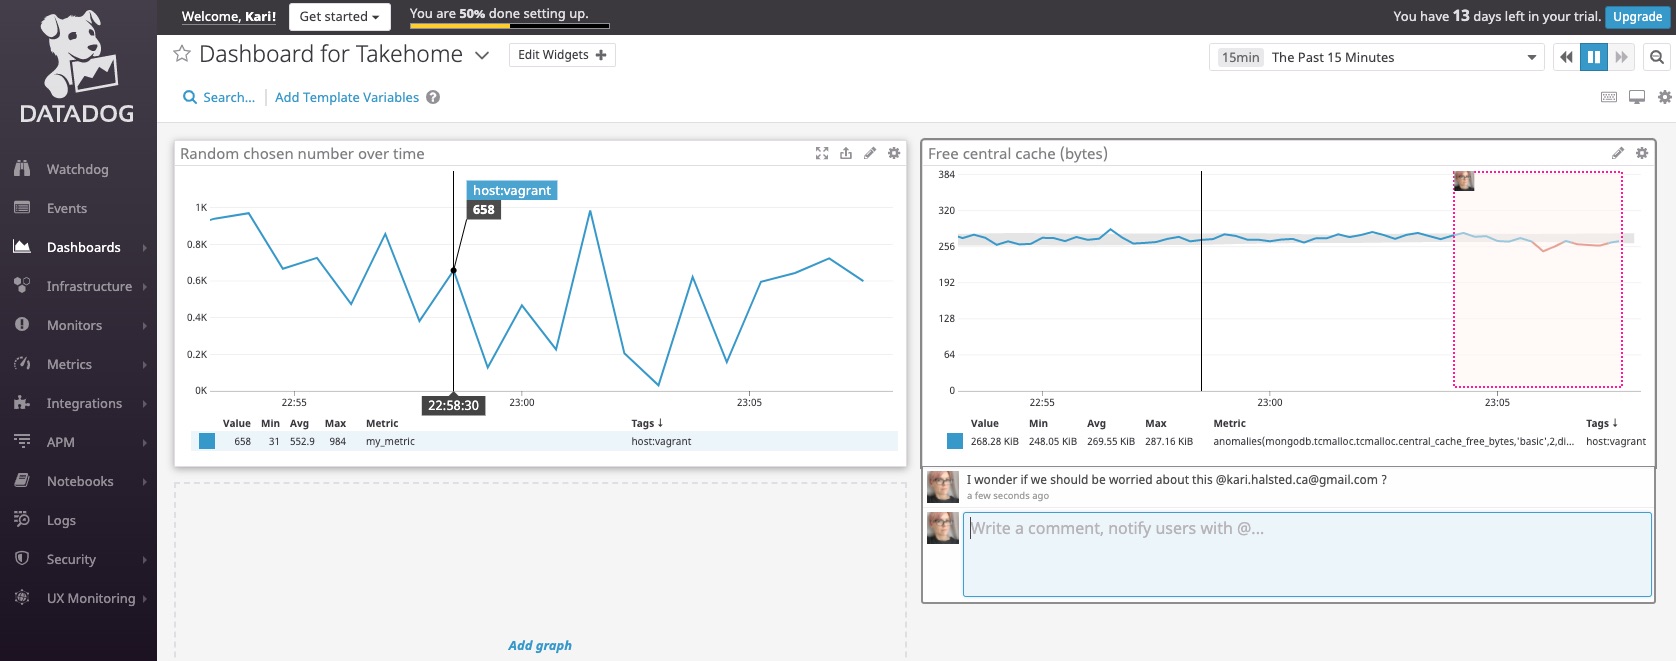 Welcome, Kari!
Get started
You are 50% done setting up.
You have 13 days left in your trial.
Upgrade
DATADOG
Watchdog
Events
Dashboards
Infrastructure
Monitors
Metrics
Integrations
APM
Notebooks
Logs
Security
UX Monitoring
Dashboard for Takehome
Edit Widgets +
15min The Past 15 Minutes
Search...
Add Template Variables ?
Random chosen number over time
1K
0.8K
0.6K
0.4K
0.2K
0K
host:vagrant
658
22:55
22:58:30
23:00
23:05
Value Min Avg Max Metric Tags ↓
658 31 552.9 984 my_metric host:vagrant
Add graph
Free central cache (bytes)
384
320
256
192
128
64
0
22:55
23:00
23:05
Value Min Avg Max Metric Tags ↓
268.28 KiB 248.05 KiB 269.55 KiB 287.16 KiB anomalies(mongodb.tcmalloc.tcmalloc.central_cache_free_bytes,'basic',2,di... host:vagrant
I wonder if we should be worried about this @kari.halsted.ca@gmail.com ?
a few seconds ago
Write a comment, notify users with @...